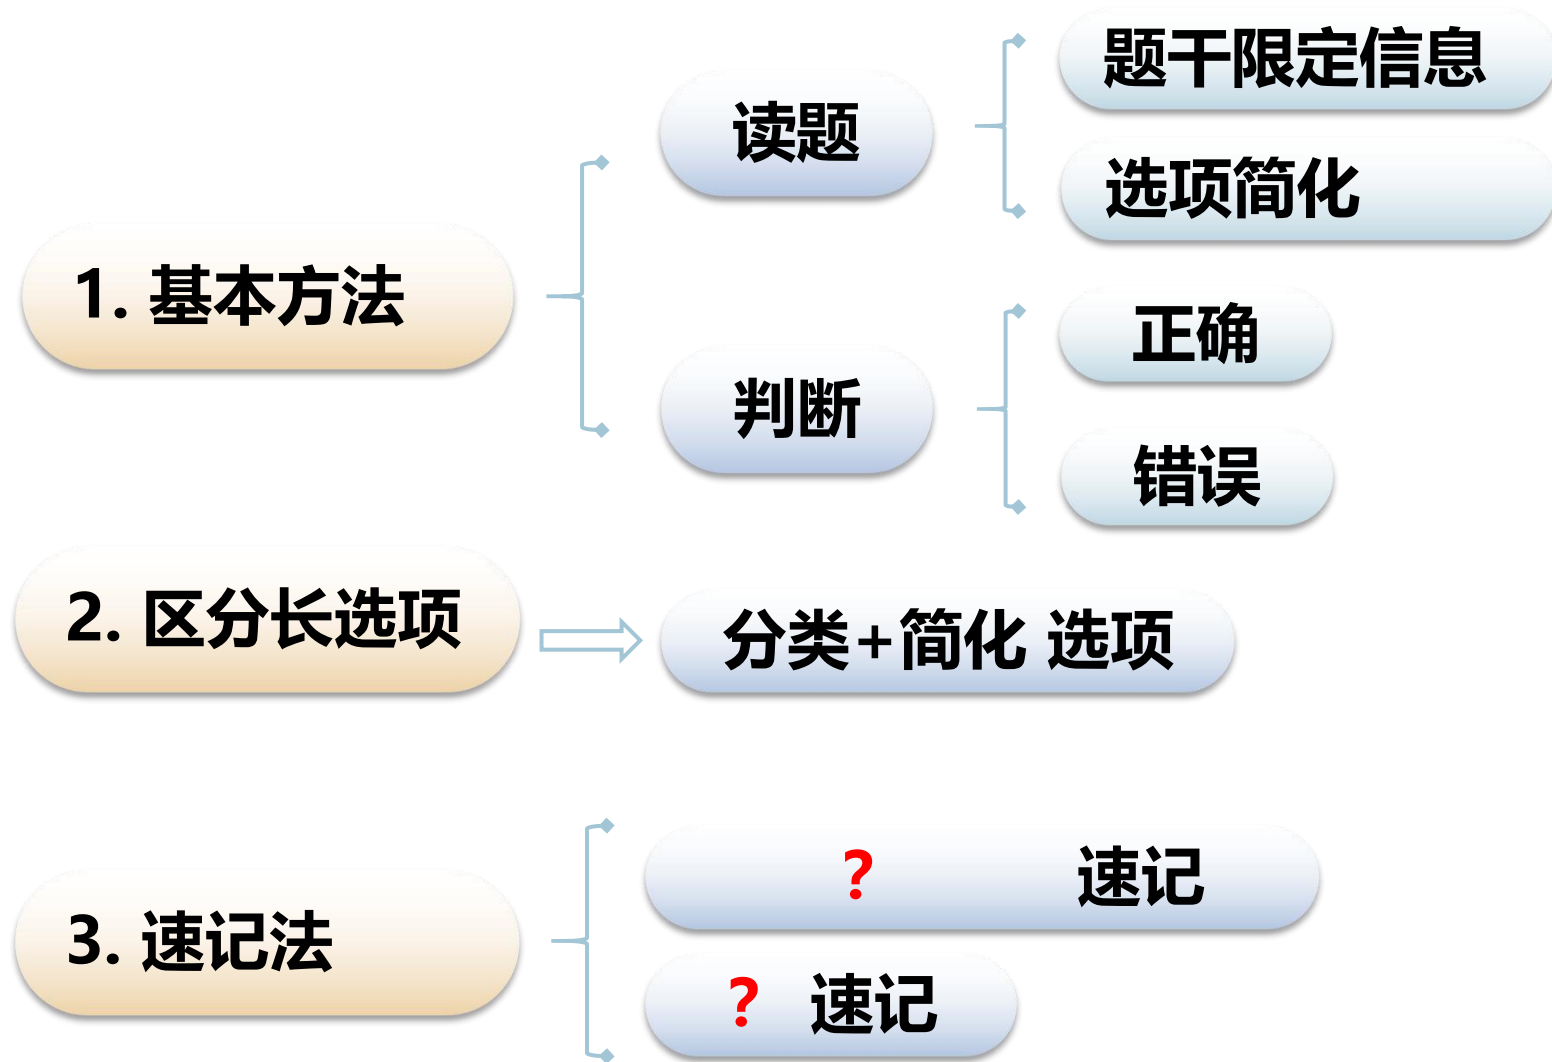 题干限定信息
读题
选项简化
1. 基本方法
正确
判断
错误
2. 区分长选项
分类+简化 选项
? 速记
3. 速记法
? 速记